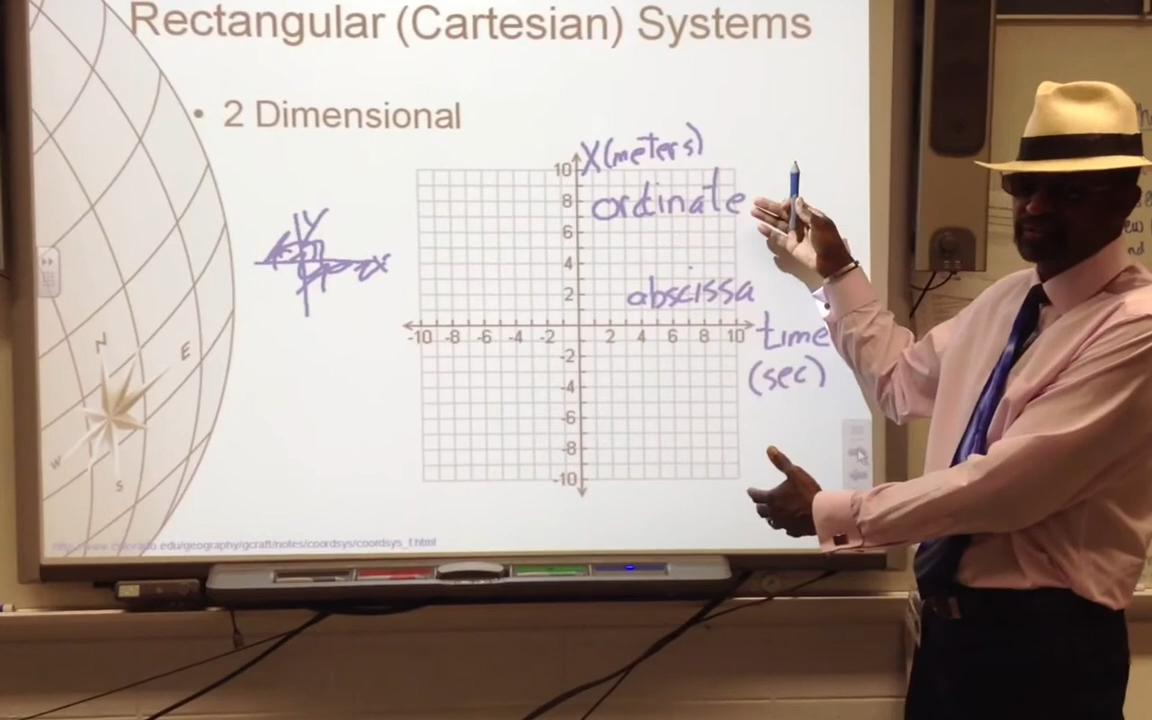 Rectangular (Cartesian) Systems
• 2 Dimensional
X(meters)
ordinate
abscissa
time
(sec)
Y
X
10
8
6
4
2
-10 -8 -6 -4 -2 2 4 6 8 10
-2
-4
-6
-8
-10
N
E
W
S